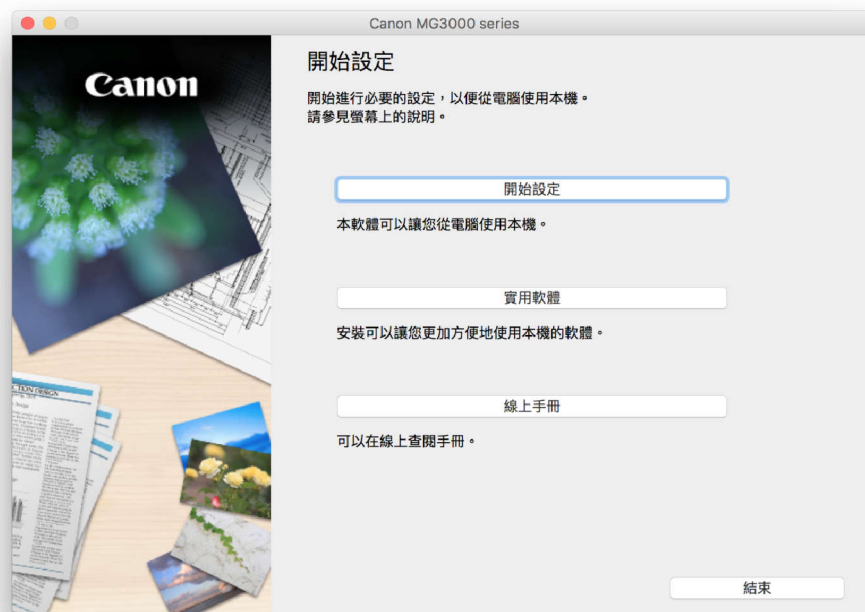 Canon MG3000 series
Canon
開始設定
開始進行必要的設定，以便從電腦使用本機。
請參見螢幕上的說明。
開始設定
本軟體可以讓您從電腦使用本機。
實用軟體
安裝可以讓您更加方便地使用本機的軟體。
線上手冊
可以在線上查閱手冊。
結束